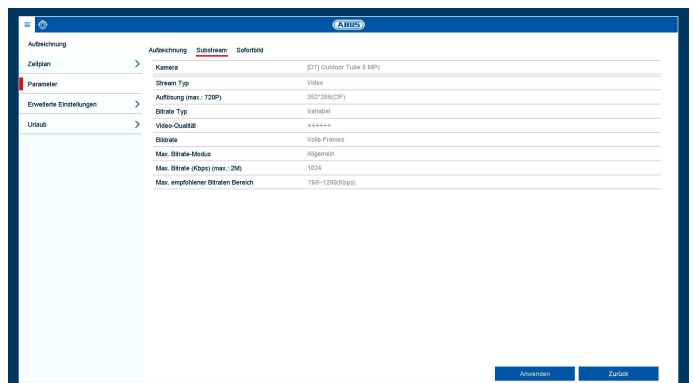 ABUS
Aufzeichnung
Zeitplan
Parameter
Erweiterte Einstellungen
Urlaub
Aufzeichnung Substream Sofortbild
Kamera [D1] Outdoor Tube 6 MPx
Stream Typ Video
Auflösung (max.: 720P) 352*288(CIF)
Bitrate Typ Variabel
Video-Qualität ++++++
Bildrate Volle Frames
Max. Bitrate-Modus Allgemein
Max. Bitrate (Kbps) (max.: 2M) 1024
Max. empfohlener Bitraten Bereich 768~1280(Kbps)
Anwenden Zurück